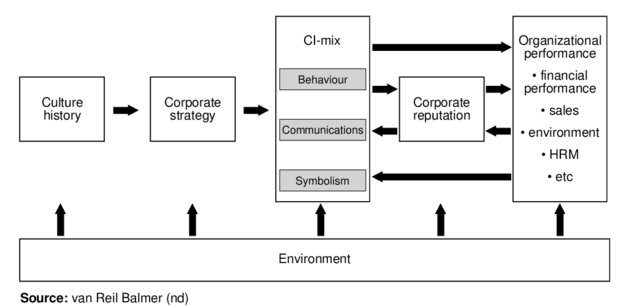 Culture
history
Corporate
strategy
CI-mix
Behaviour
Communications
Symbolism
Corporate
reputation
Organizational
performance
• financial
performance
• sales
• environment
• HRM
• etc
Environment
Source: van Reil Balmer (nd)